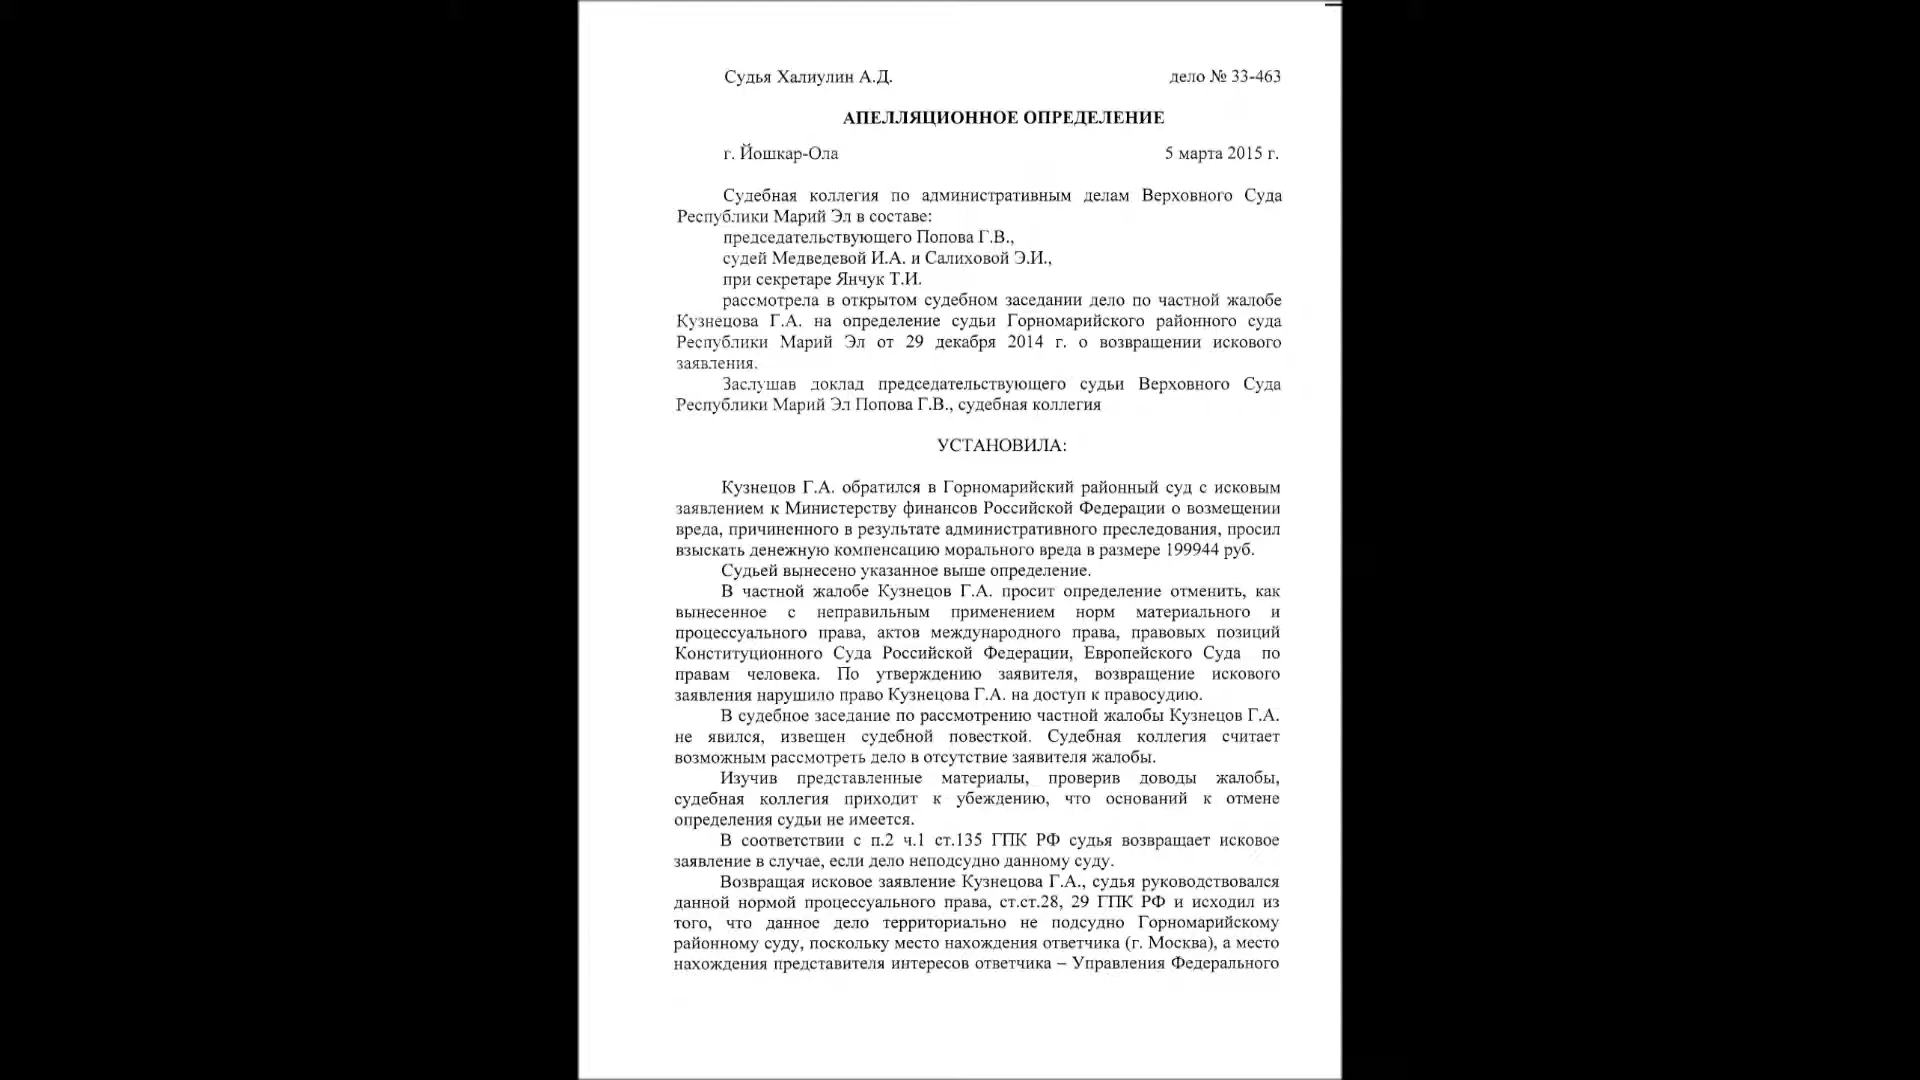 Судья Халиулин А.Д. дело № 33-463
АПЕЛЛЯЦИОННОЕ ОПРЕДЕЛЕНИЕ
г. Йошкар-Ола 5 марта 2015 г.
Судебная коллегия по административным делам Верховного Суда
Республики Марий Эл в составе:
председательствующего Попова Г.В.,
судей Медведевой И.А. и Салиховой Э.И.,
при секретаре Янчук Т.И.
рассмотрела в открытом судебном заседании дело по частной жалобе
Кузнецова Г.А. на определение судьи Горномарийского районного суда
Республики Марий Эл от 29 декабря 2014 г. о возвращении искового
заявления.
Заслушав доклад председательствующего судьи Верховного Суда
Республики Марий Эл Попова Г.В., судебная коллегия
УСТАНОВИЛА:
Кузнецов Г.А. обратился в Горномарийский районный суд с исковым
заявлением к Министерству финансов Российской Федерации о возмещении
вреда, причиненного в результате административного преследования, просил
взыскать денежную компенсацию морального вреда в размере 199944 руб.
Судьей вынесено указанное выше определение.
В частной жалобе Кузнецов Г.А. просит определение отменить, как
вынесенное с неправильным применением норм материального и
процессуального права, актов международного права, правовых позиций
Конституционного Суда Российской Федерации, Европейского Суда по
правам человека. По утверждению заявителя, возвращение искового
заявления нарушило право Кузнецова Г.А. на доступ к правосудию.
В судебное заседание по рассмотрению частной жалобы Кузнецов Г.А.
не явился, извещен судебной повесткой. Судебная коллегия считает
возможным рассмотреть дело в отсутствие заявителя жалобы.
Изучив представленные материалы, проверив доводы жалобы,
судебная коллегия приходит к убеждению, что оснований к отмене
определения судьи не имеется.
В соответствии с п.2 ч.1 ст.135 ГПК РФ судья возвращает исковое
заявление в случае, если дело неподсудно данному суду.
Возвращая исковое заявление Кузнецова Г.А., судья руководствовался
данной нормой процессуального права, ст.ст.28, 29 ГПК РФ и исходил из
того, что данное дело территориально не подсудно Горномарийскому
районному суду, поскольку место нахождения ответчика (г. Москва), а место
нахождения представителя интересов ответчика – Управления Федерального